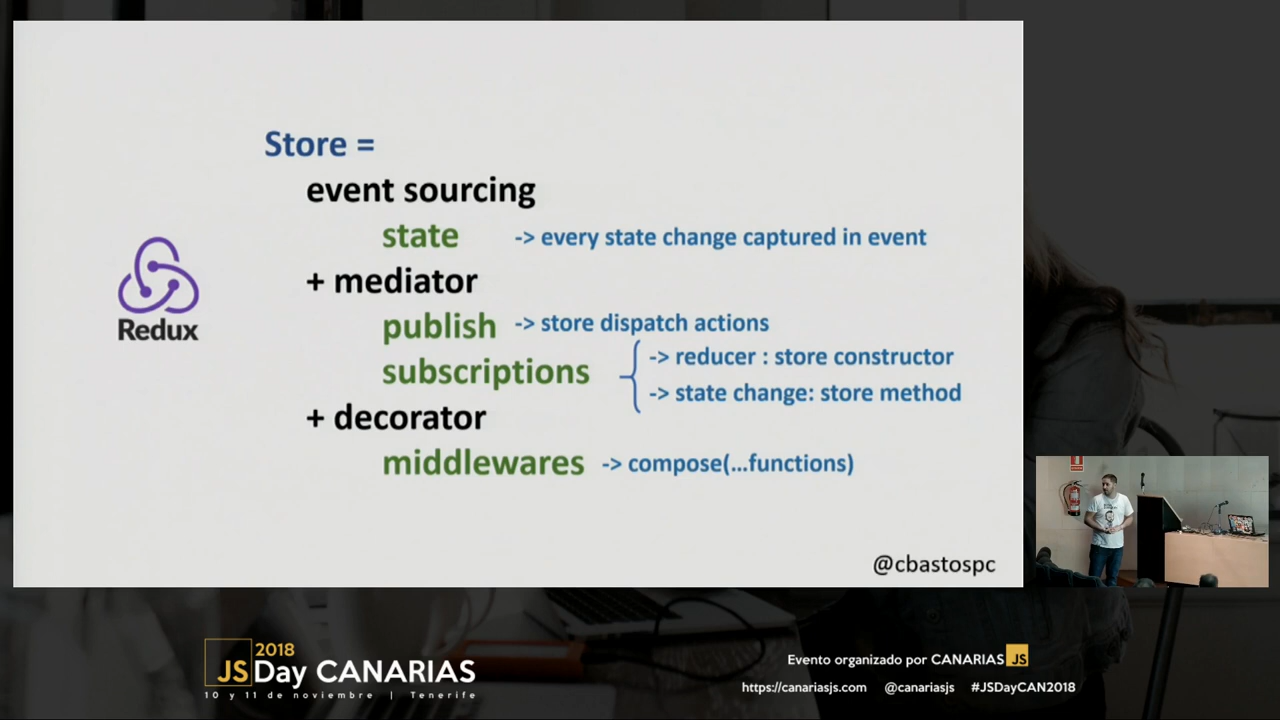 Store =
event sourcing
state -> every state change captured in event
+ mediator
publish -> store dispatch actions
subscriptions
-> reducer : store constructor
-> state change: store method
+ decorator
middlewares -> compose(...functions)
Redux
@cbastospc
2018
JSDay CANARIAS
10 y 11 de noviembre | Tenerife
Evento organizado por CANARIAS JS
https://canariasjs.com @canariasjs #JSDayCAN2018